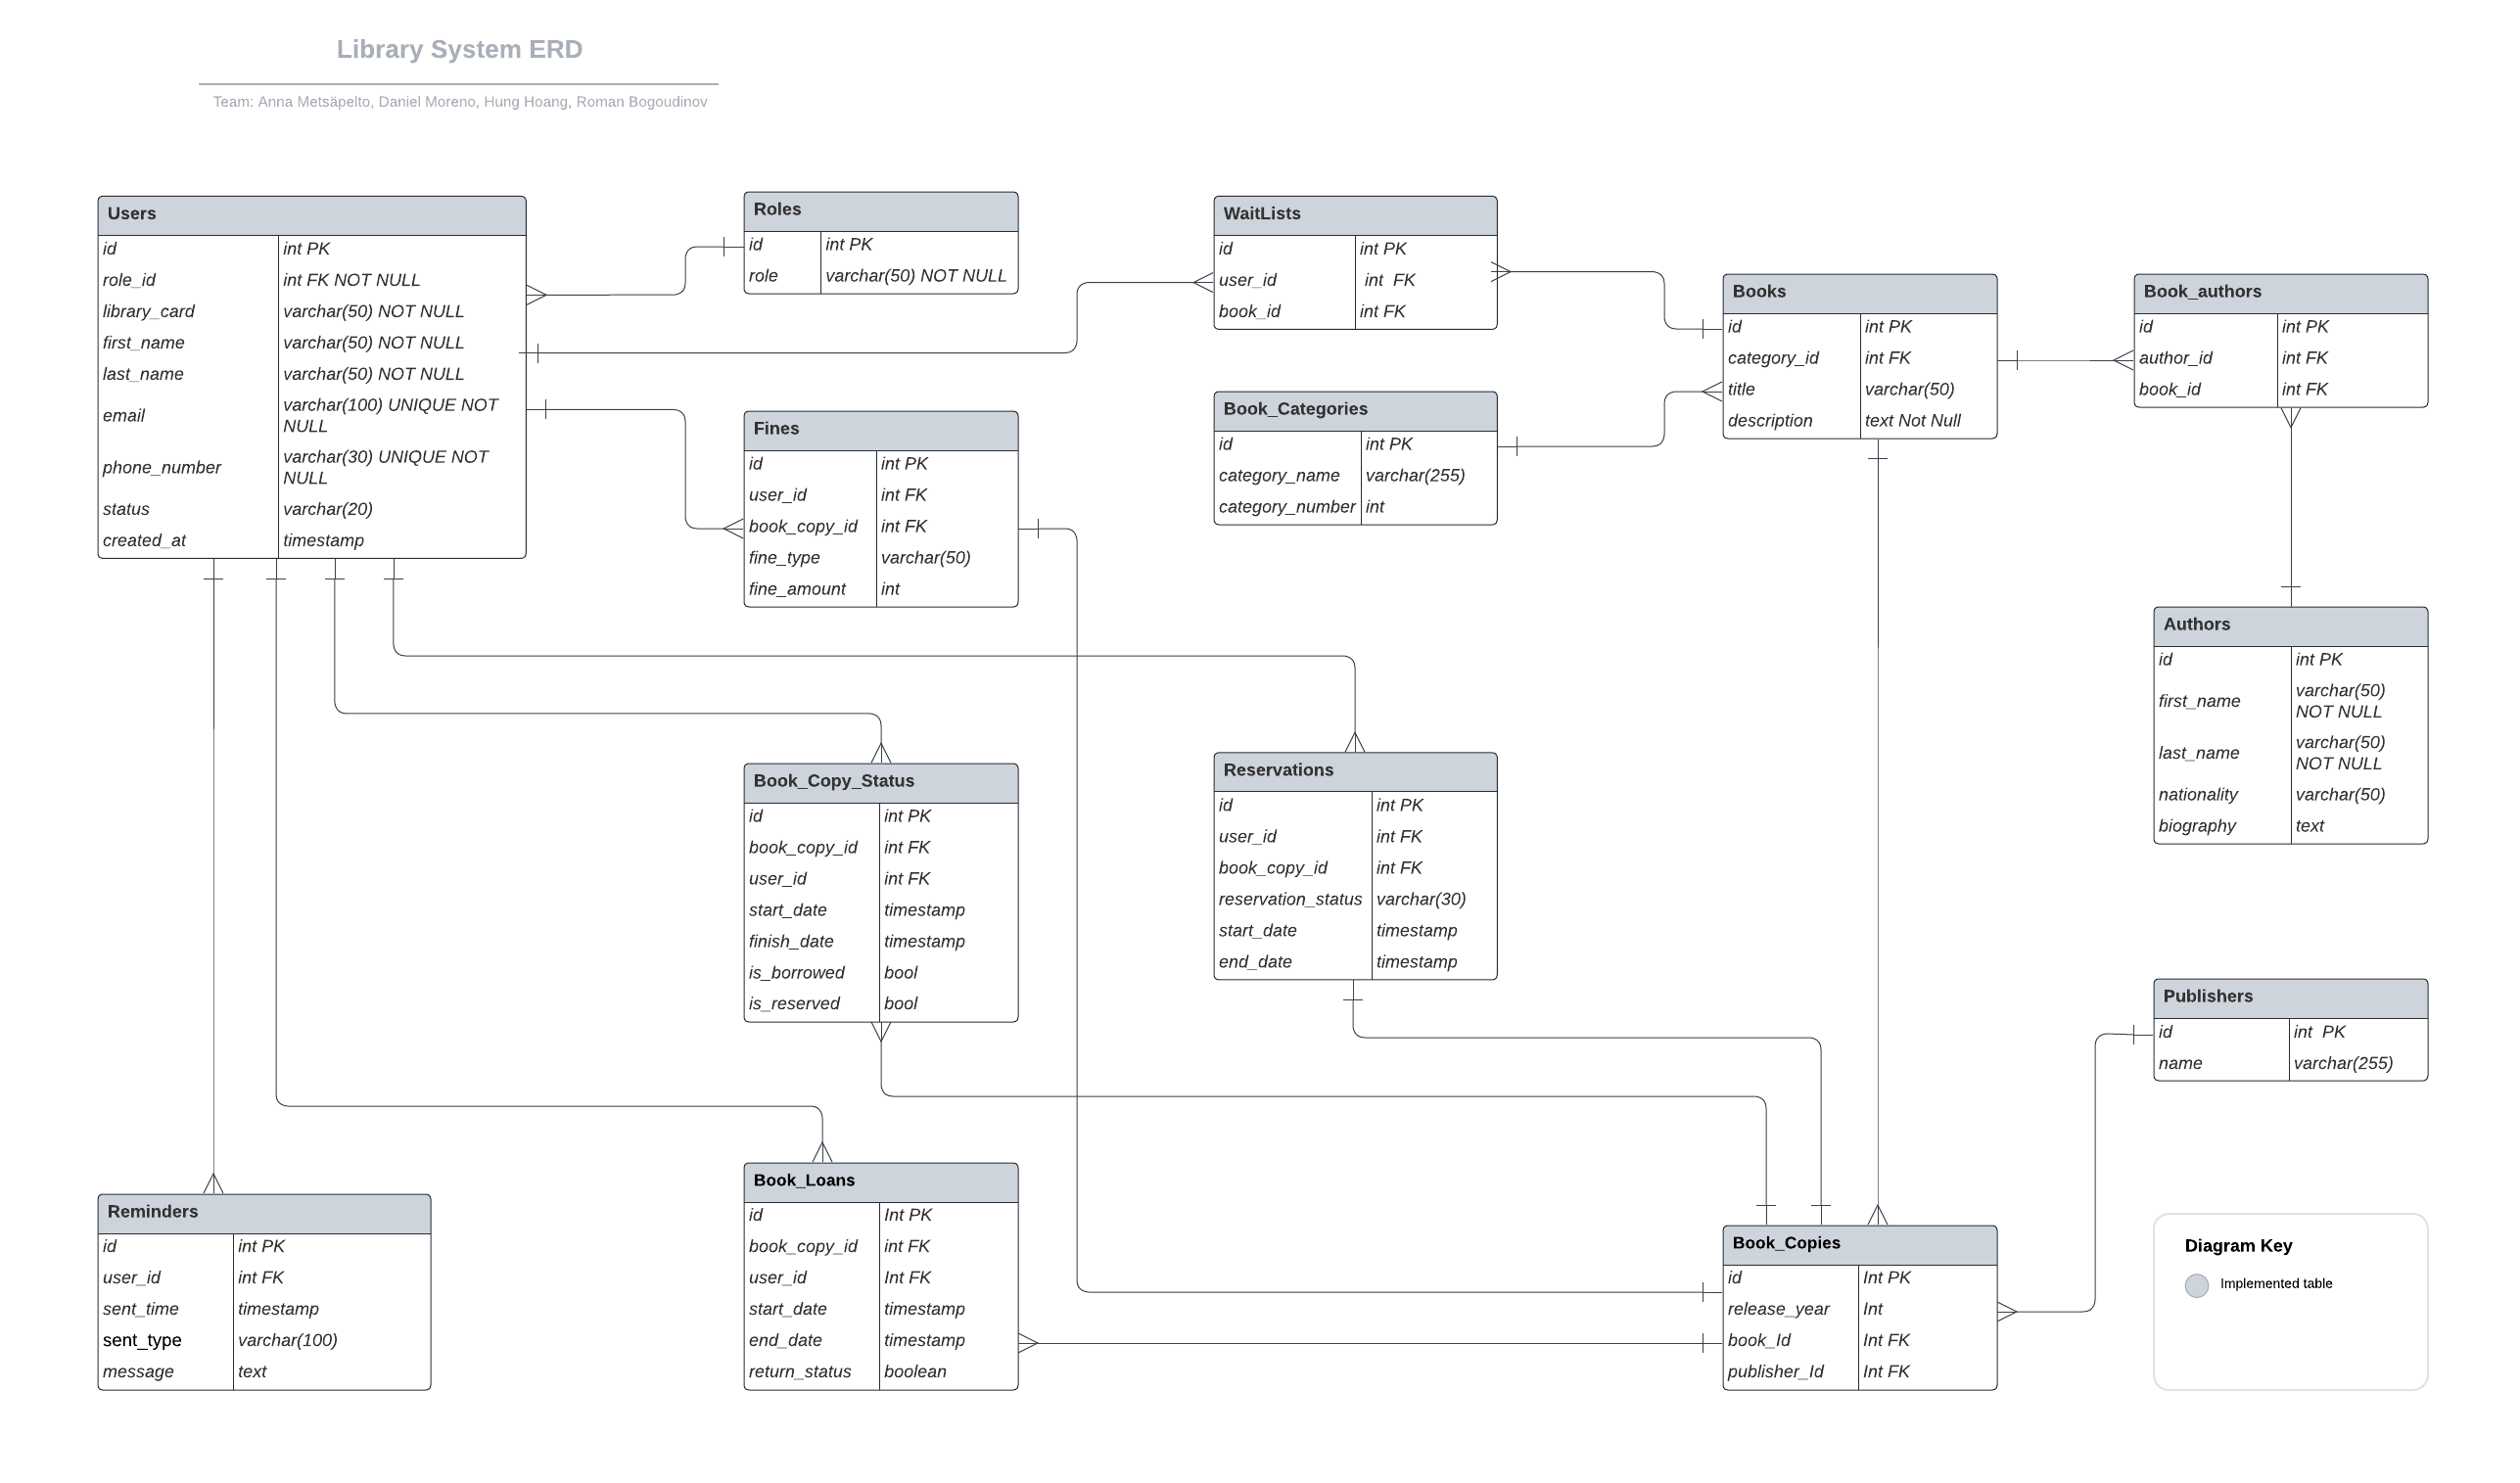 Library System ERD
Team: Anna Metsäpelto, Daniel Moreno, Hung Hoang, Roman Bogoudinov
Users
id int PK
role_id int FK NOT NULL
library_card varchar(50) NOT NULL
first_name varchar(50) NOT NULL
last_name varchar(50) NOT NULL
email varchar(100) UNIQUE NOT
NULL
phone_number varchar(30) UNIQUE NOT
NULL
status varchar(20)
created_at timestamp
Roles
id int PK
role varchar(50) NOT NULL
WaitLists
id int PK
user_id int FK
book_id int FK
Books
id int PK
category_id int FK
title varchar(50)
description text Not Null
Book_authors
id int PK
author_id int FK
book_id int FK
Fines
id int PK
user_id int FK
book_copy_id int FK
fine_type varchar(50)
fine_amount int
Book_Categories
id int PK
category_name varchar(255)
category_number int
Authors
id int PK
first_name varchar(50)
NOT NULL
last_name varchar(50)
NOT NULL
nationality varchar(50)
biography text
Book_Copy_Status
id int PK
book_copy_id int FK
user_id int FK
start_date timestamp
finish_date timestamp
is_borrowed bool
is_reserved bool
Reservations
id int PK
user_id int FK
book_copy_id int FK
reservation_status varchar(30)
start_date timestamp
end_date timestamp
Publishers
id int PK
name varchar(255)
Reminders
id int PK
user_id int FK
sent_time timestamp
sent_type varchar(100)
message text
Book_Loans
id Int PK
book_copy_id int FK
user_id Int FK
start_date timestamp
end_date timestamp
return_status boolean
Book_Copies
id Int PK
release_year Int
book_Id Int FK
publisher_Id Int FK
Diagram Key
Implemented table